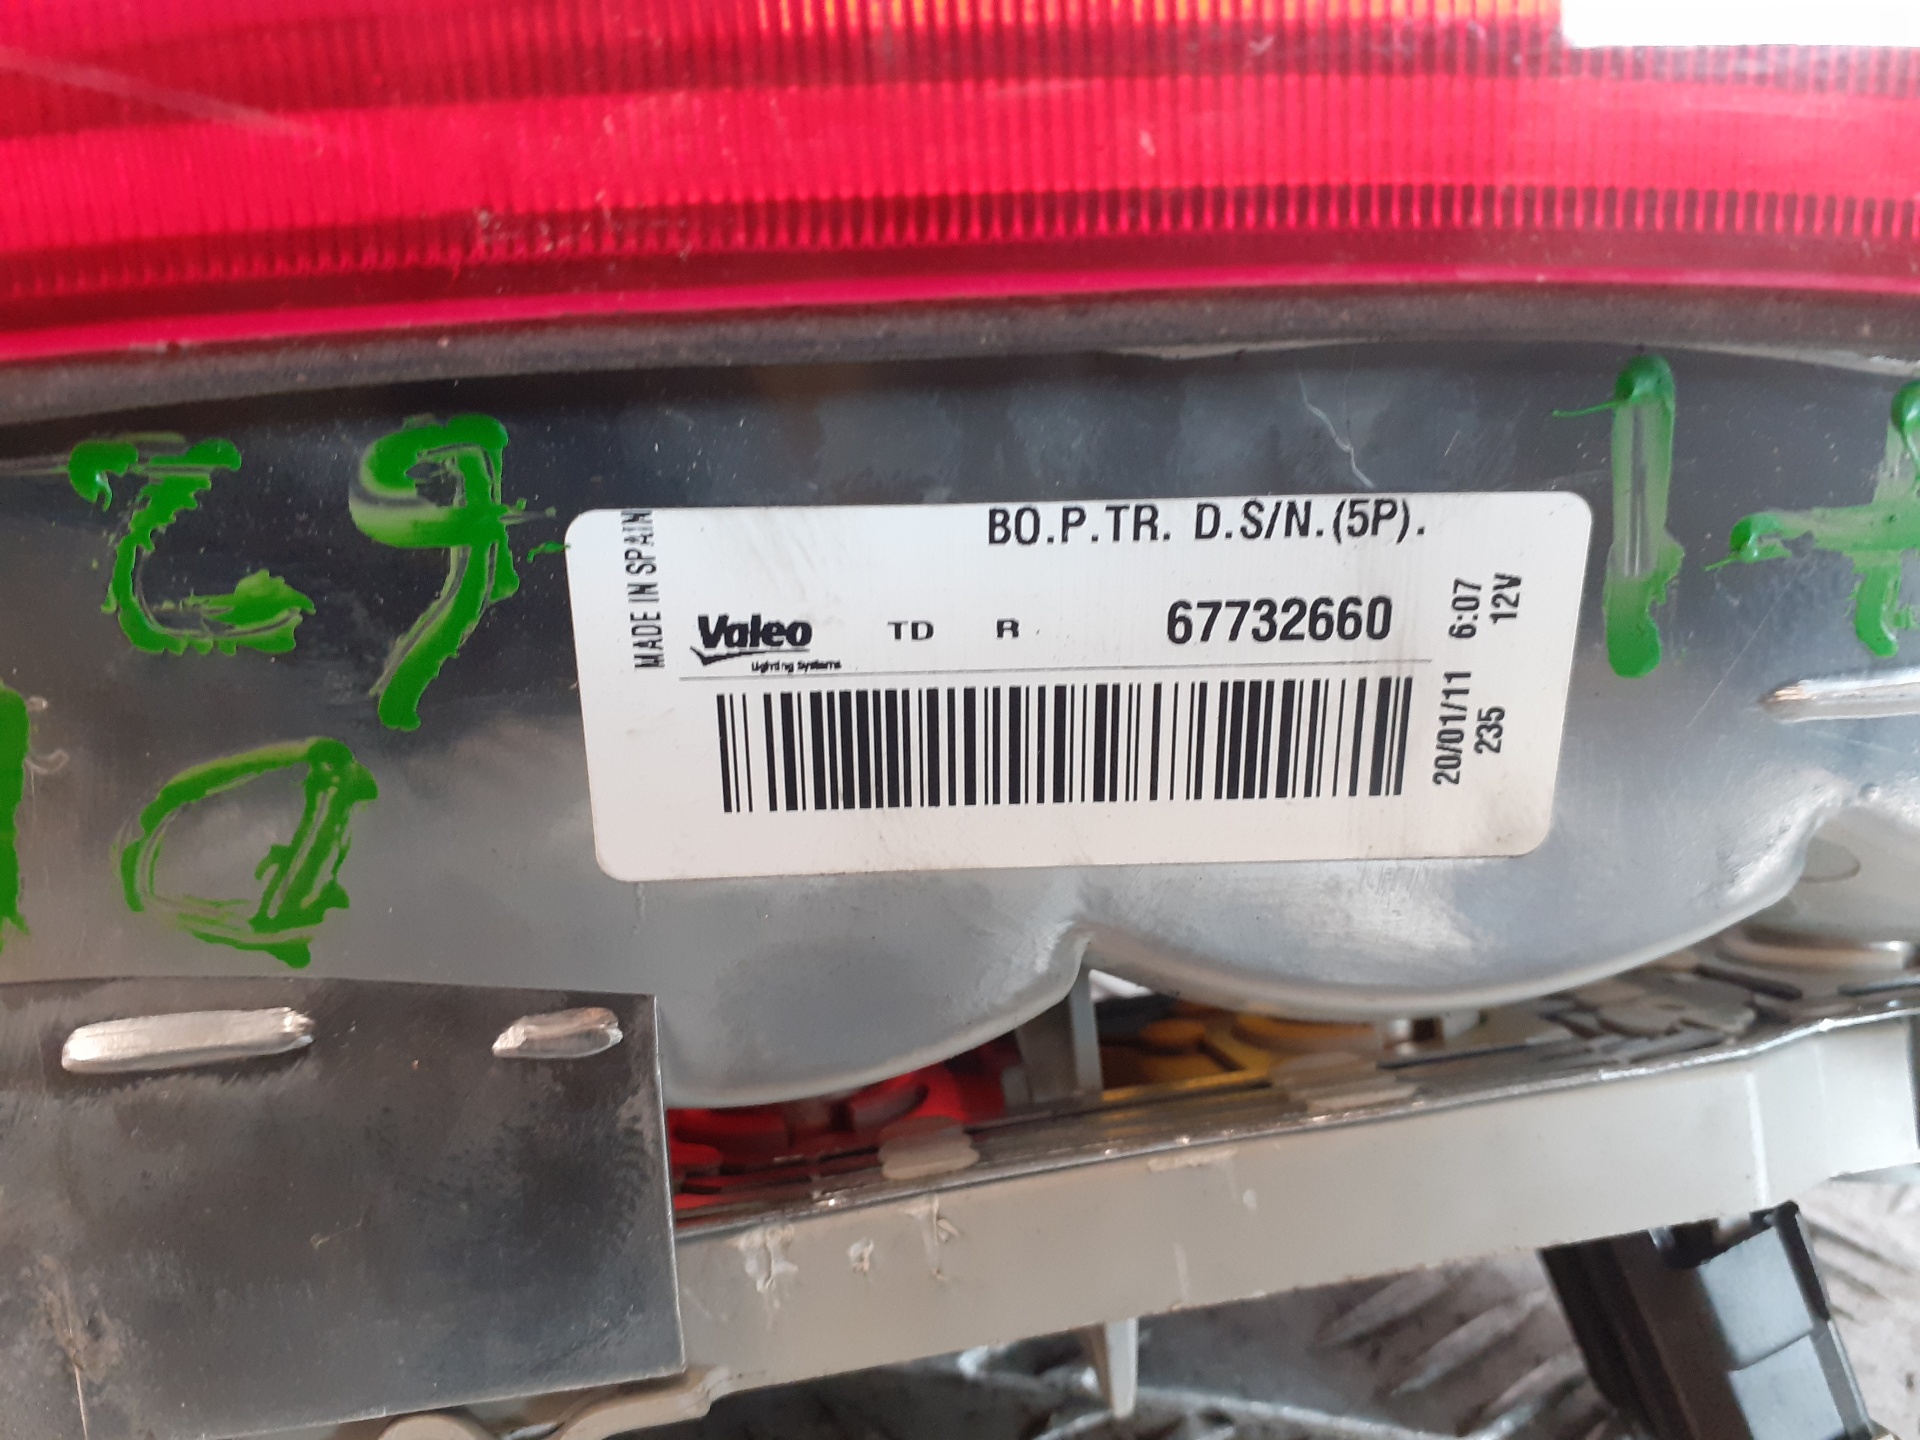 BO.P.TR. D.S/N.(5P).
MADE IN SPAIN
Valeo TD R 67732660
Lighting Systems
20/01/11 6:07
235 12V